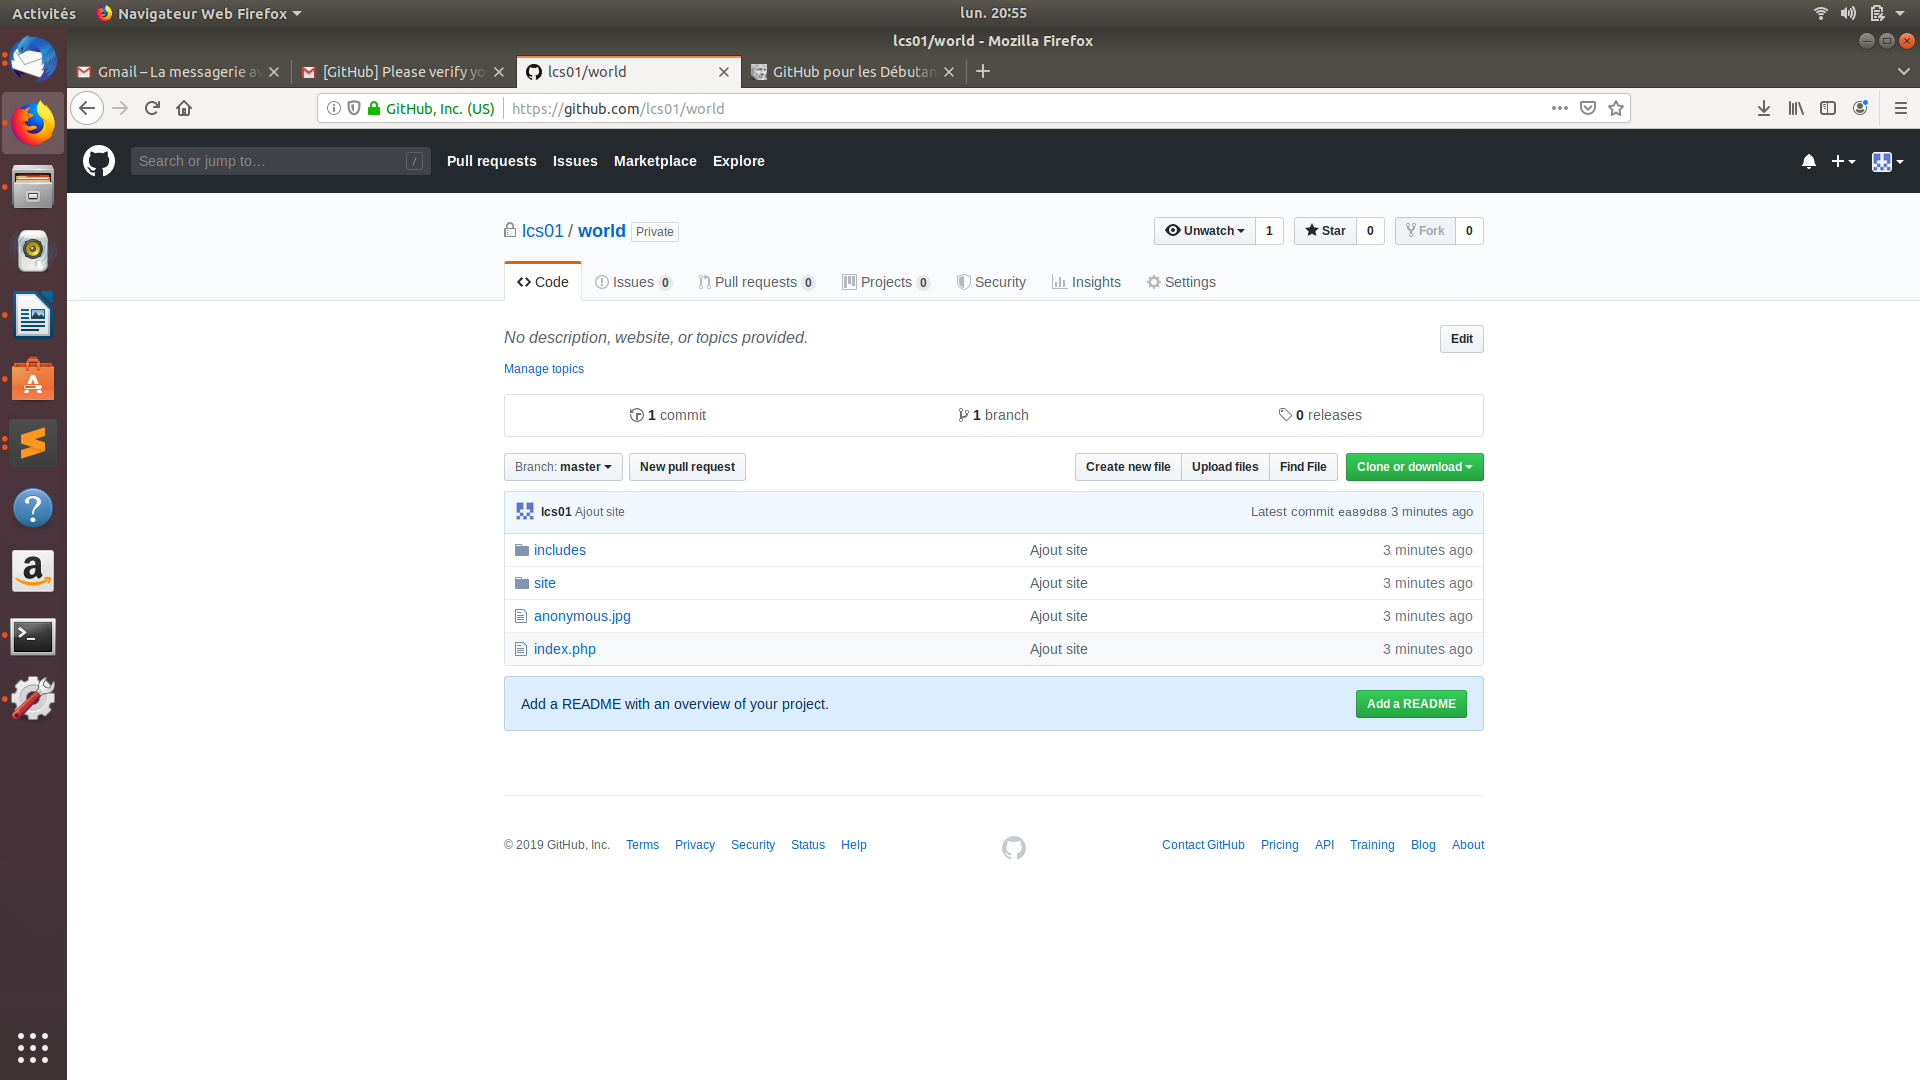 Activités Navigateur Web Firefox lun. 20:55
lcs01/world - Mozilla Firefox
Gmail – La messagerie a [GitHub] Please verify yo lcs01/world GitHub pour les Débutan
GitHub, Inc. (US) https://github.com/lcs01/world
Search or jump to… / Pull requests Issues Marketplace Explore
lcs01 / world Private Unwatch 1 Star 0 Fork 0
Code Issues 0 Pull requests 0 Projects 0 Security Insights Settings
No description, website, or topics provided. Edit
Manage topics
1 commit 1 branch 0 releases
Branch: master New pull request Create new file Upload files Find File Clone or download
lcs01 Ajout site Latest commit ea89d88 3 minutes ago
includes Ajout site 3 minutes ago
site Ajout site 3 minutes ago
anonymous.jpg Ajout site 3 minutes ago
index.php Ajout site 3 minutes ago
Add a README with an overview of your project. Add a README
© 2019 GitHub, Inc. Terms Privacy Security Status Help Contact GitHub Pricing API Training Blog About